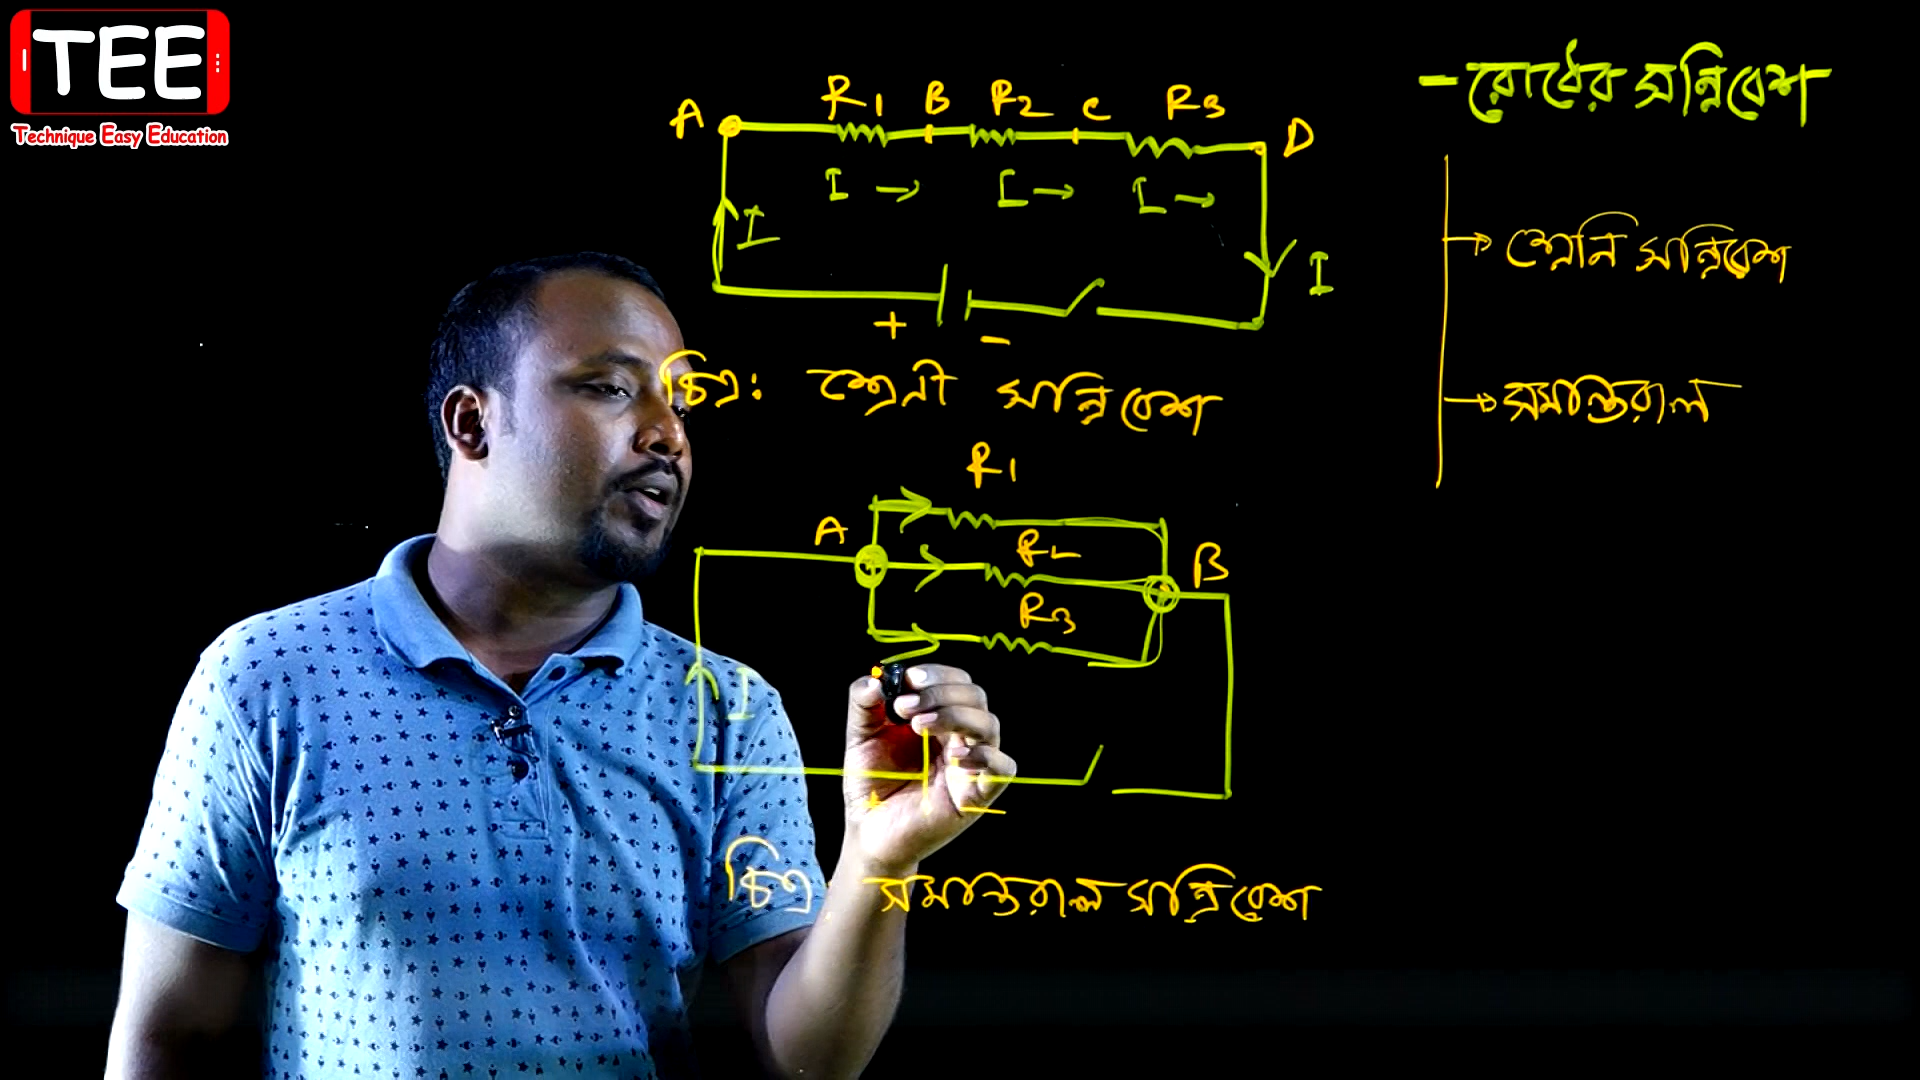 TEE
Technique Easy Education
- রোধের সন্নিবেশ
→ শ্রেনি সন্নিবেশ
→ সমান্তরাল
A R1 B R2 C R3 D
I → I → I →
I I
+ -
চিত্র: শ্রেনী সন্নিবেশ
R1
A R2 B
R3
I
+ -
চিত্র: সমান্তরাল সন্নিবেশ